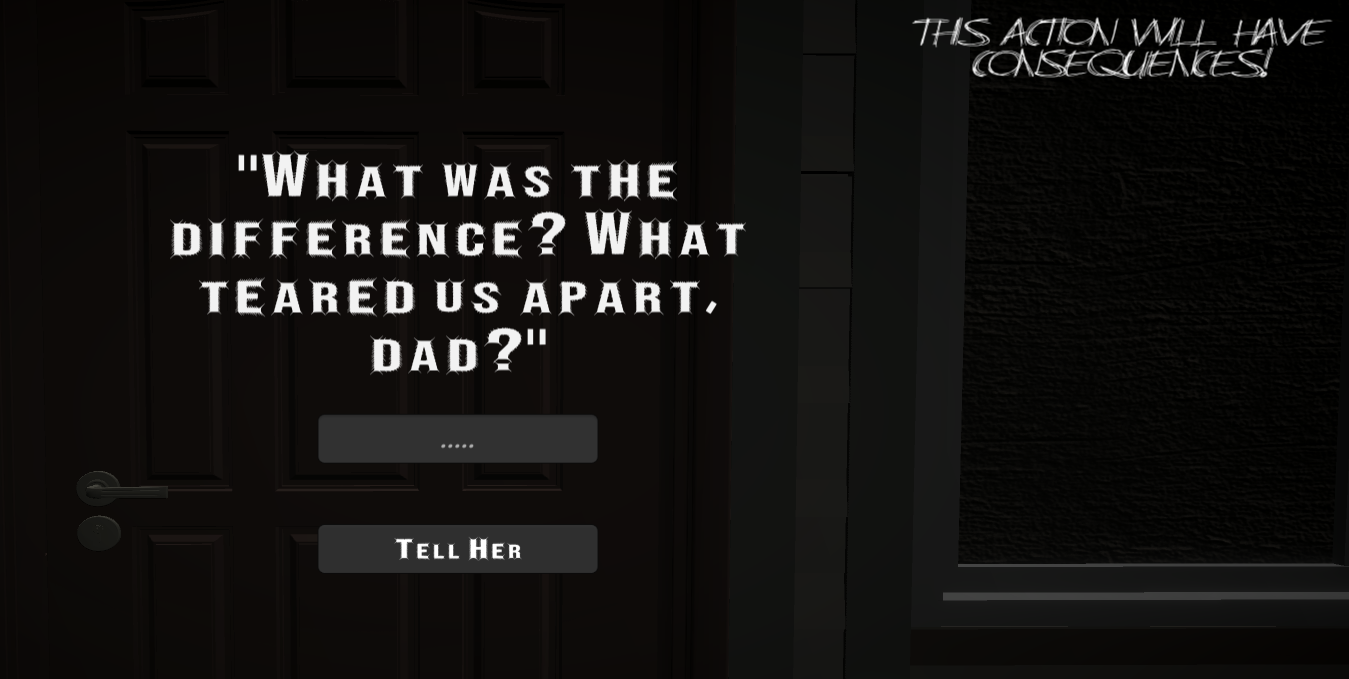 THIS ACTION WILL HAVE
CONSEQUENCES!
"WHAT WAS THE
DIFFERENCE? WHAT
TEARED US APART,
DAD?"
.....
TELL HER